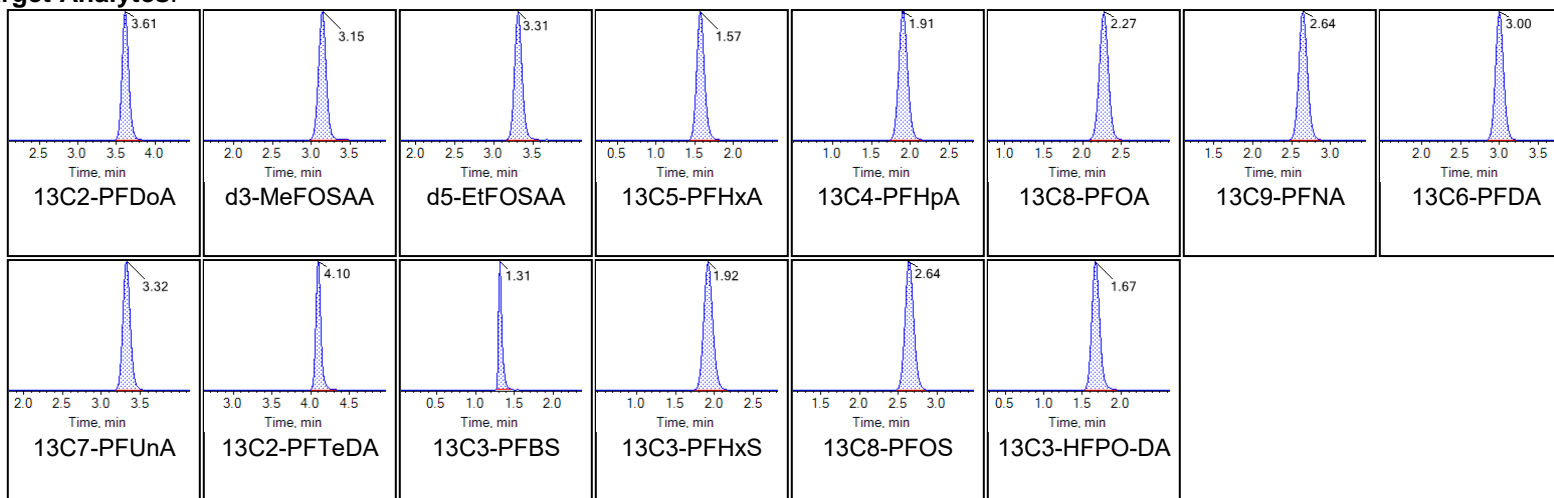 rget Analytes:
3.61 3.15 3.31 1.57 1.91 2.27 2.64 3.00
2.5 3.0 3.5 4.0 2.0 2.5 3.0 3.5 2.0 2.5 3.0 3.5 0.5 1.0 1.5 2.0 1.0 1.5 2.0 2.5 1.0 1.5 2.0 2.5 1.5 2.0 2.5 3.0 2.0 2.5 3.0 3.5
Time, min Time, min Time, min Time, min Time, min Time, min Time, min Time, min
13C2-PFDoA d3-MeFOSAA d5-EtFOSAA 13C5-PFHxA 13C4-PFHpA 13C8-PFOA 13C9-PFNA 13C6-PFDA
3.32 4.10 1.31 1.92 2.64 1.67
2.0 2.5 3.0 3.5 3.0 3.5 4.0 4.5 0.5 1.0 1.5 2.0 1.0 1.5 2.0 2.5 1.5 2.0 2.5 3.0 0.5 1.0 1.5 2.0
Time, min Time, min Time, min Time, min Time, min Time, min
13C7-PFUnA 13C2-PFTeDA 13C3-PFBS 13C3-PFHxS 13C8-PFOS 13C3-HFPO-DA